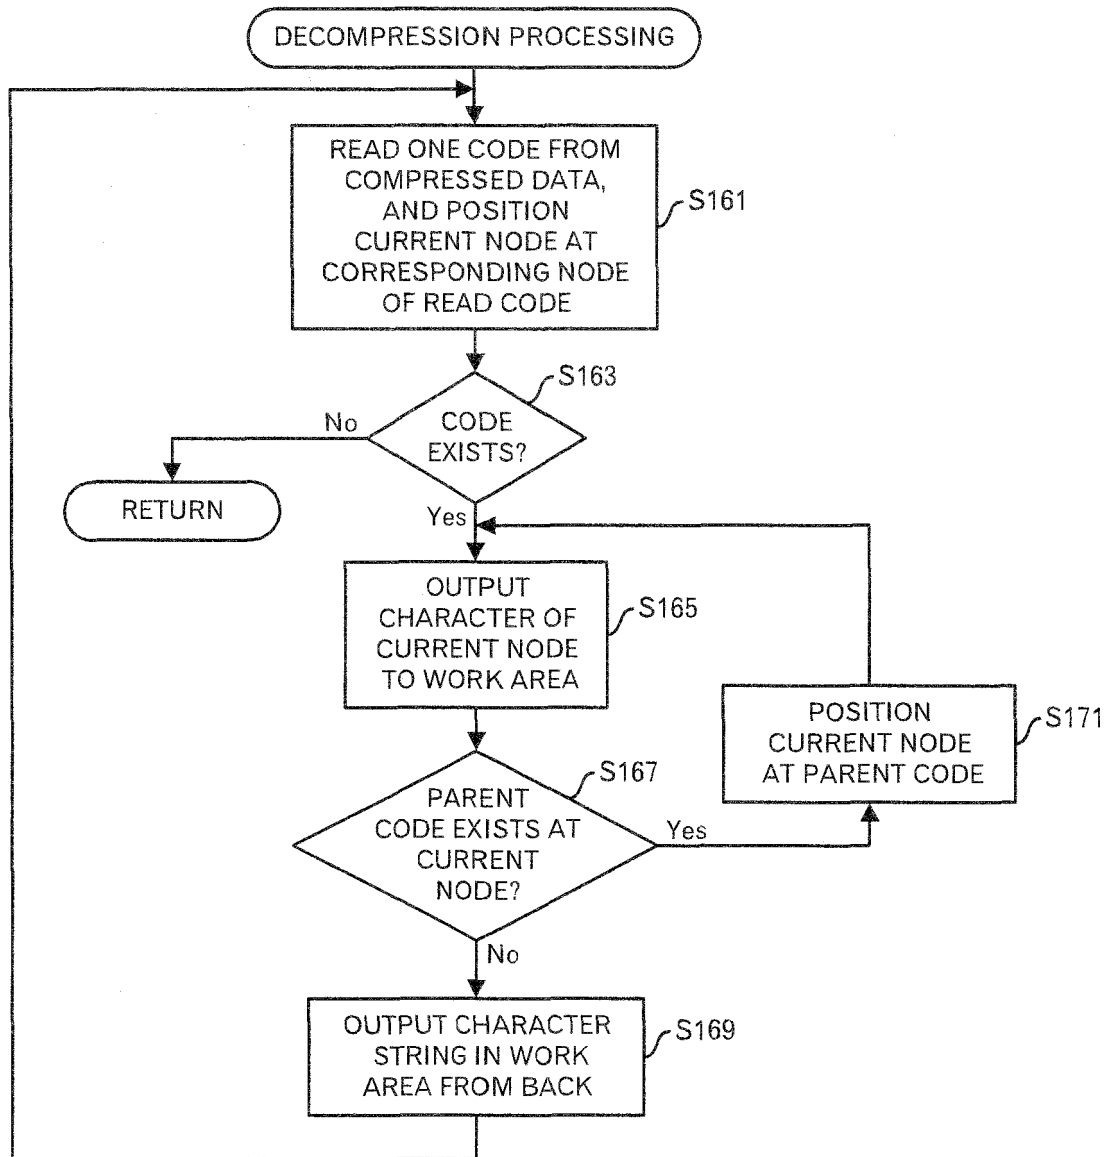 DECOMPRESSION PROCESSING
READ ONE CODE FROM
COMPRESSED DATA,
AND POSITION
CURRENT NODE AT
CORRESPONDING NODE
OF READ CODE
S161
S163
CODE
EXISTS?
No
RETURN
Yes
OUTPUT
CHARACTER OF
CURRENT NODE
TO WORK AREA
S165
POSITION
CURRENT NODE
AT PARENT CODE
S171
S167
PARENT
CODE EXISTS AT
CURRENT
NODE?
Yes
No
OUTPUT CHARACTER
STRING IN WORK
AREA FROM BACK
S169